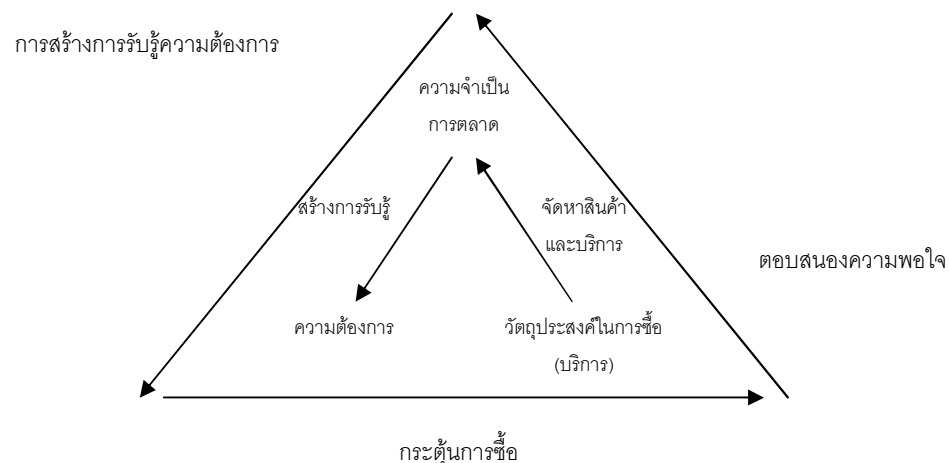 การสร้างการรับรู้ความต้องการ
ความจำเป็น
การตลาด
สร้างการรับรู้
จัดหาสินค้า
และบริการ
ตอบสนองความพอใจ
ความต้องการ
วัตถุประสงค์ในการซื้อ
(บริการ)
กระตุ้นการซื้อ